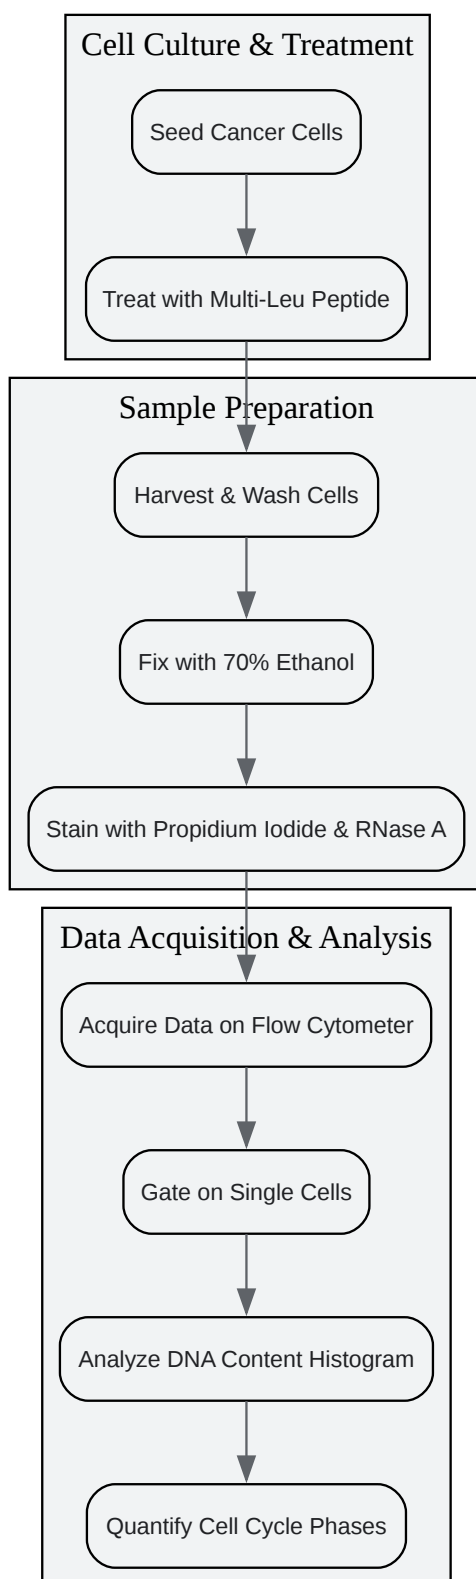 Cell Culture & Treatment
Seed Cancer Cells
Treat with Multi-Leu Peptide
Sample Preparation
Harvest & Wash Cells
Fix with 70% Ethanol
Stain with Propidium Iodide & RNase A
Data Acquisition & Analysis
Acquire Data on Flow Cytometer
Gate on Single Cells
Analyze DNA Content Histogram
Quantify Cell Cycle Phases